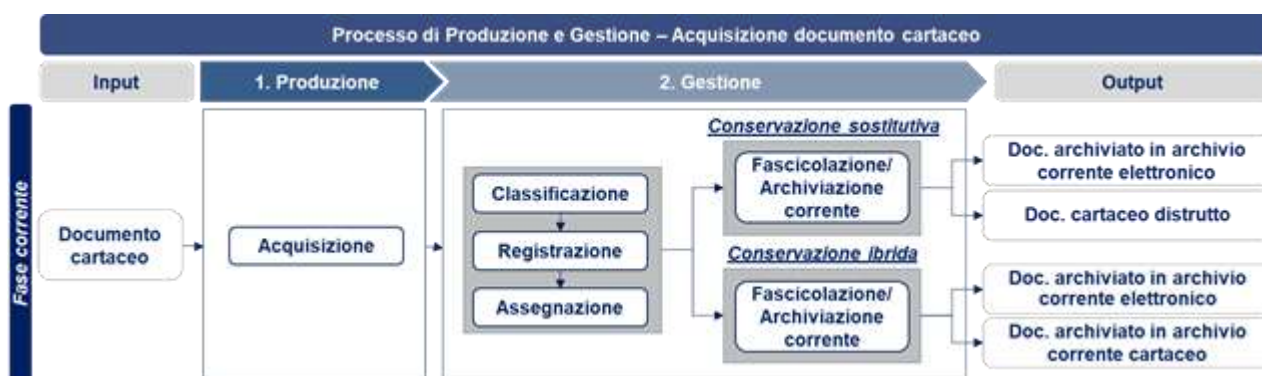 Processo di Produzione e Gestione – Acquisizione documento cartaceo
Input
1. Produzione
2. Gestione
Output
Fase corrente
Documento
cartaceo
Acquisizione
Classificazione
Registrazione
Assegnazione
Conservazione sostitutiva
Fascicolazione/
Archiviazione
corrente
Conservazione ibrida
Fascicolazione/
Archiviazione
corrente
Doc. archiviato in archivio
corrente elettronico
Doc. cartaceo distrutto
Doc. archiviato in archivio
corrente elettronico
Doc. archiviato in archivio
corrente cartaceo